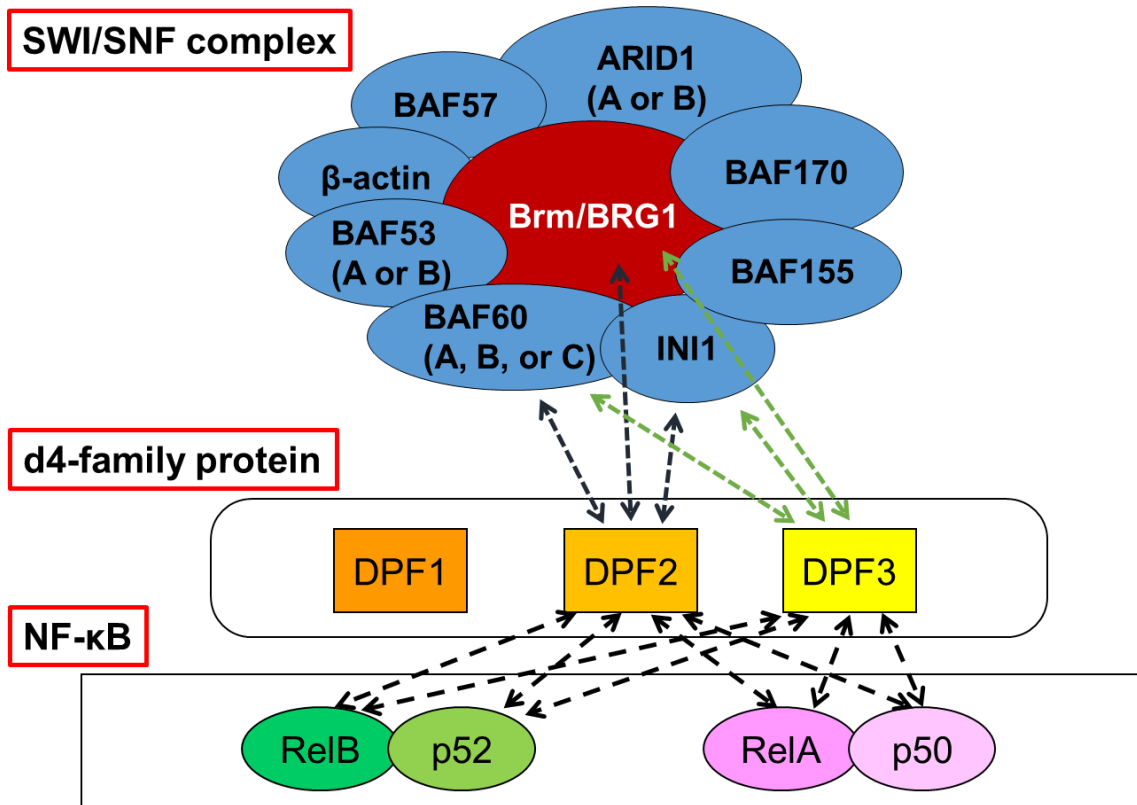 SWI/SNF complex
ARID1
(A or B)
BAF57
BAF170
β-actin
Brm/BRG1
BAF53
(A or B)
BAF155
BAF60
(A, B, or C)
INI1
d4-family protein
DPF1
DPF2
DPF3
NF-κB
RelB
p52
RelA
p50